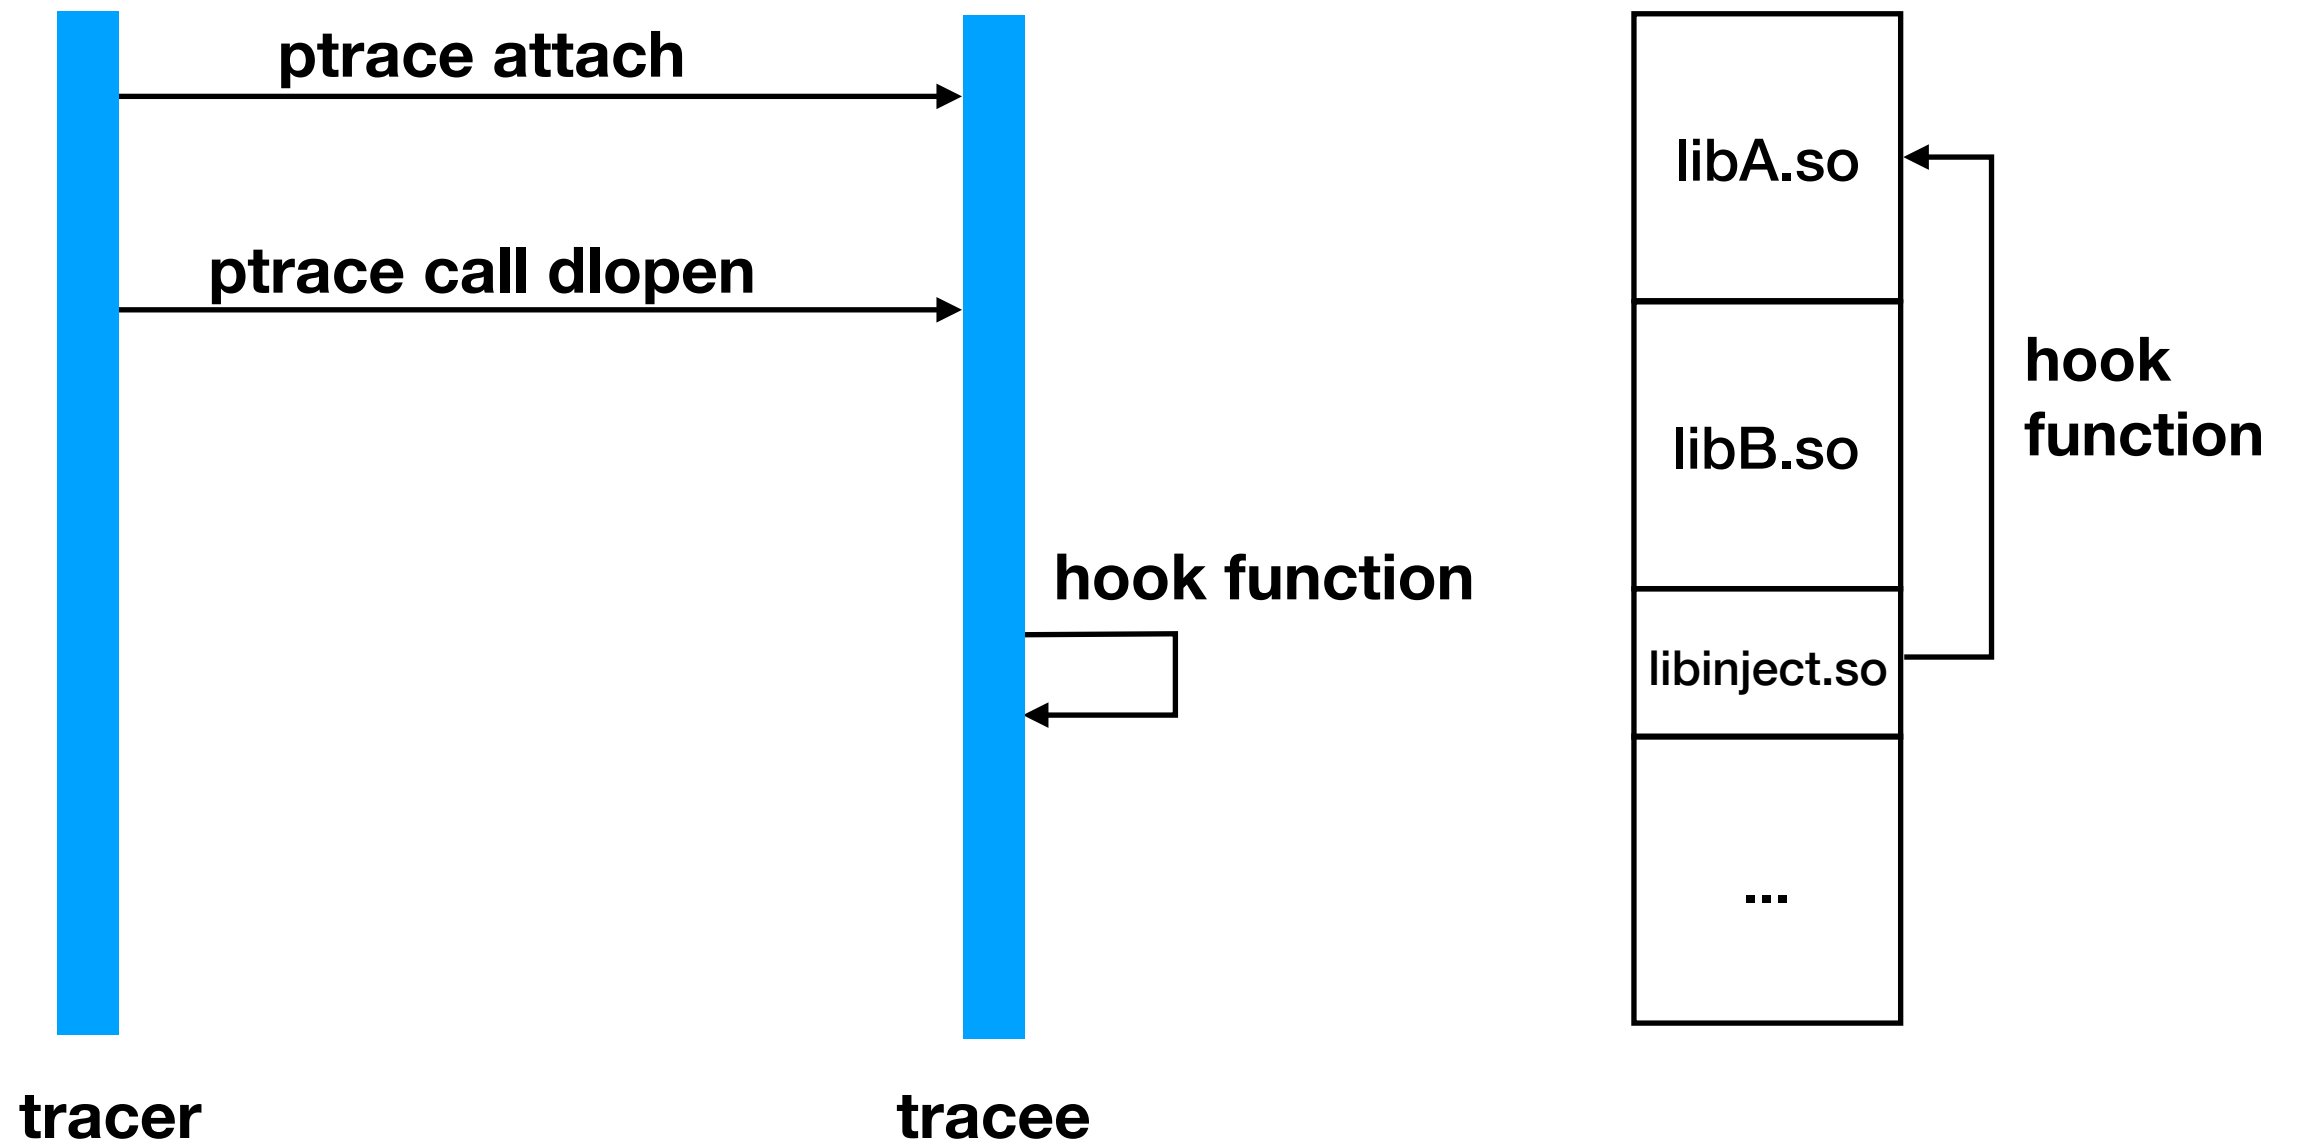 ptrace attach
ptrace call dlopen
hook function
tracer
tracee
libA.so
libB.so
libinject.so
...
hook
function